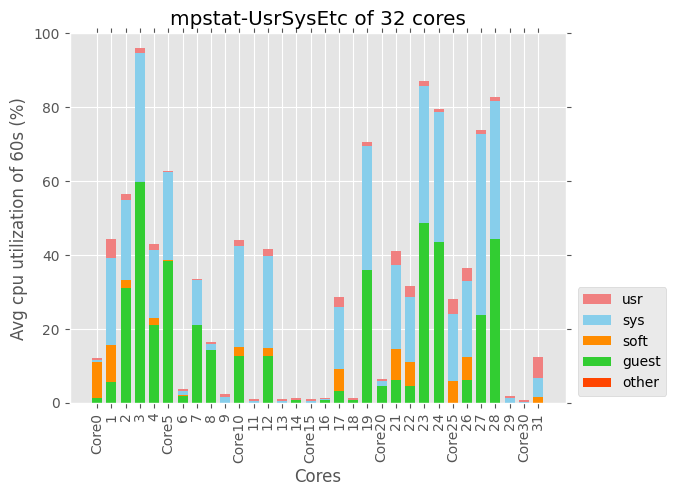 mpstat-UsrSysEtc of 32 cores
Avg cpu utilization of 60s (%)
100
80
60
40
20
0
Core0 1 2 3 4 Core5 6 7 8 9 Core10 11 12 13 14 Core15 16 17 18 19 Core20 21 22 23 24 Core25 26 27 28 29 Core30 31
Cores
usr
sys
soft
guest
other